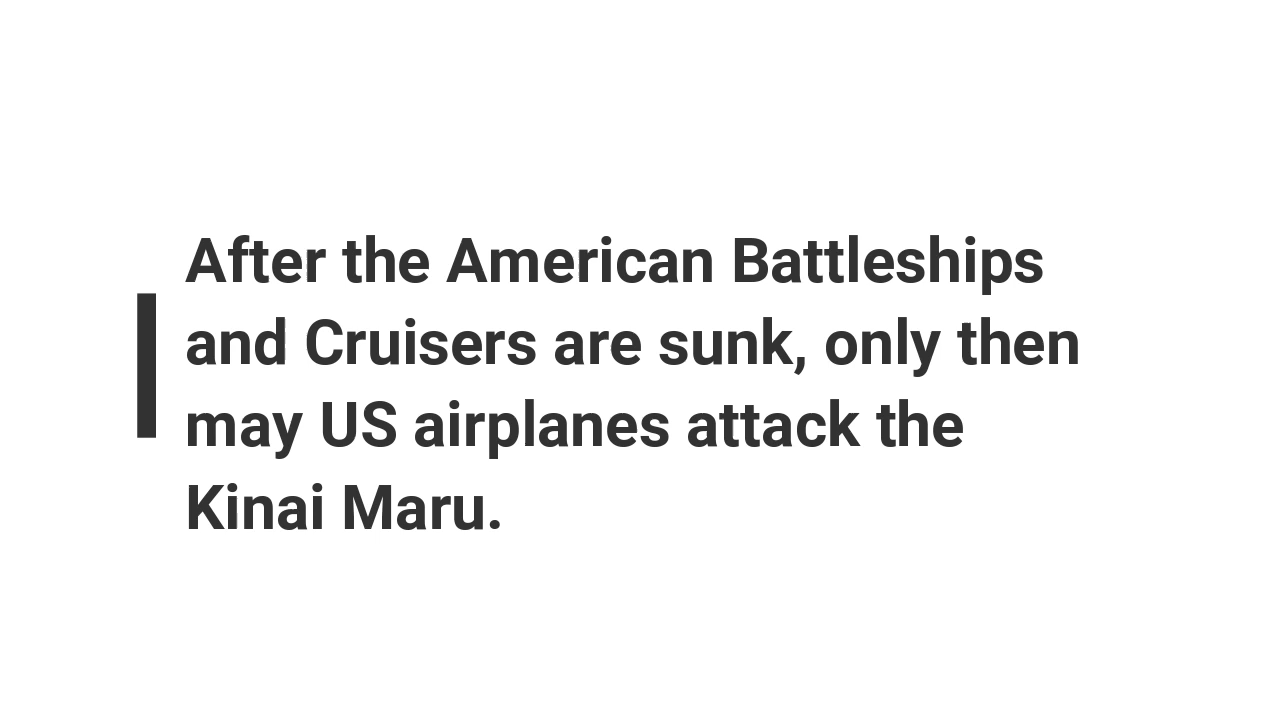 After the American Battleships
and Cruisers are sunk, only then
may US airplanes attack the
Kinai Maru.